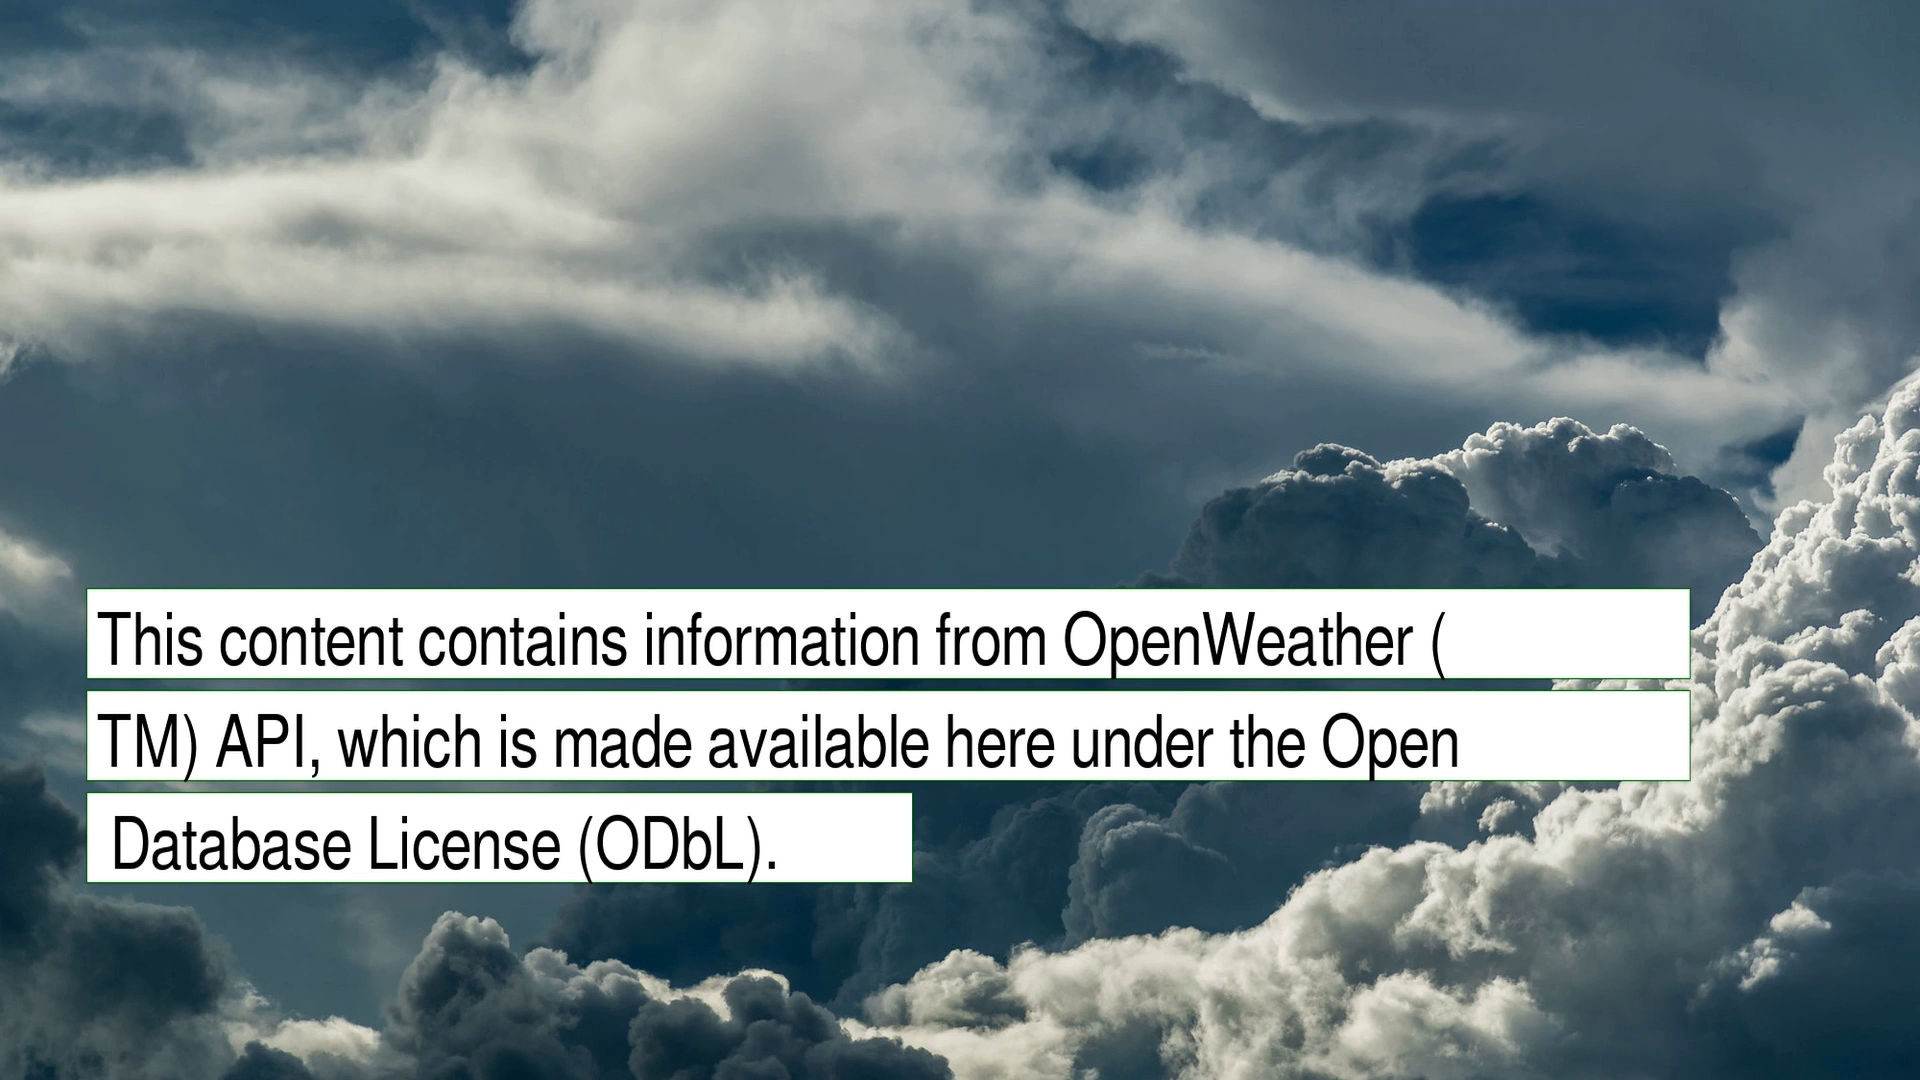 This content contains information from OpenWeather (
TM) API, which is made available here under the Open
Database License (ODbL).